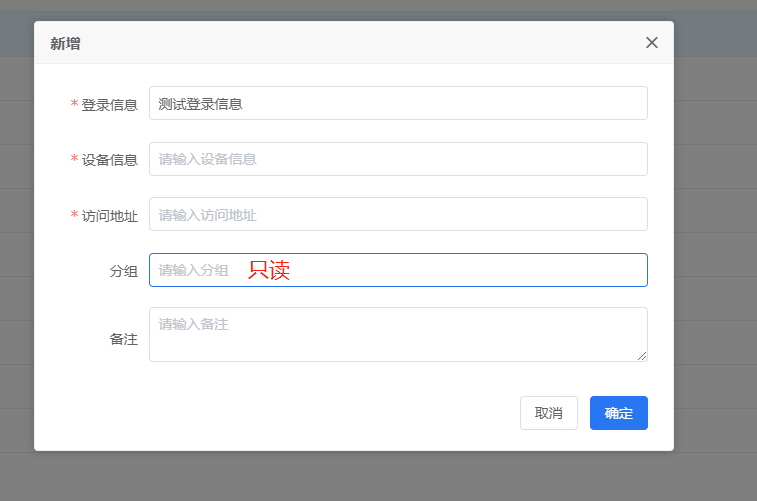 新增
* 登录信息 测试登录信息
* 设备信息 请输入设备信息
* 访问地址 请输入访问地址
分组 请输入分组 只读
备注 请输入备注
取消 确定